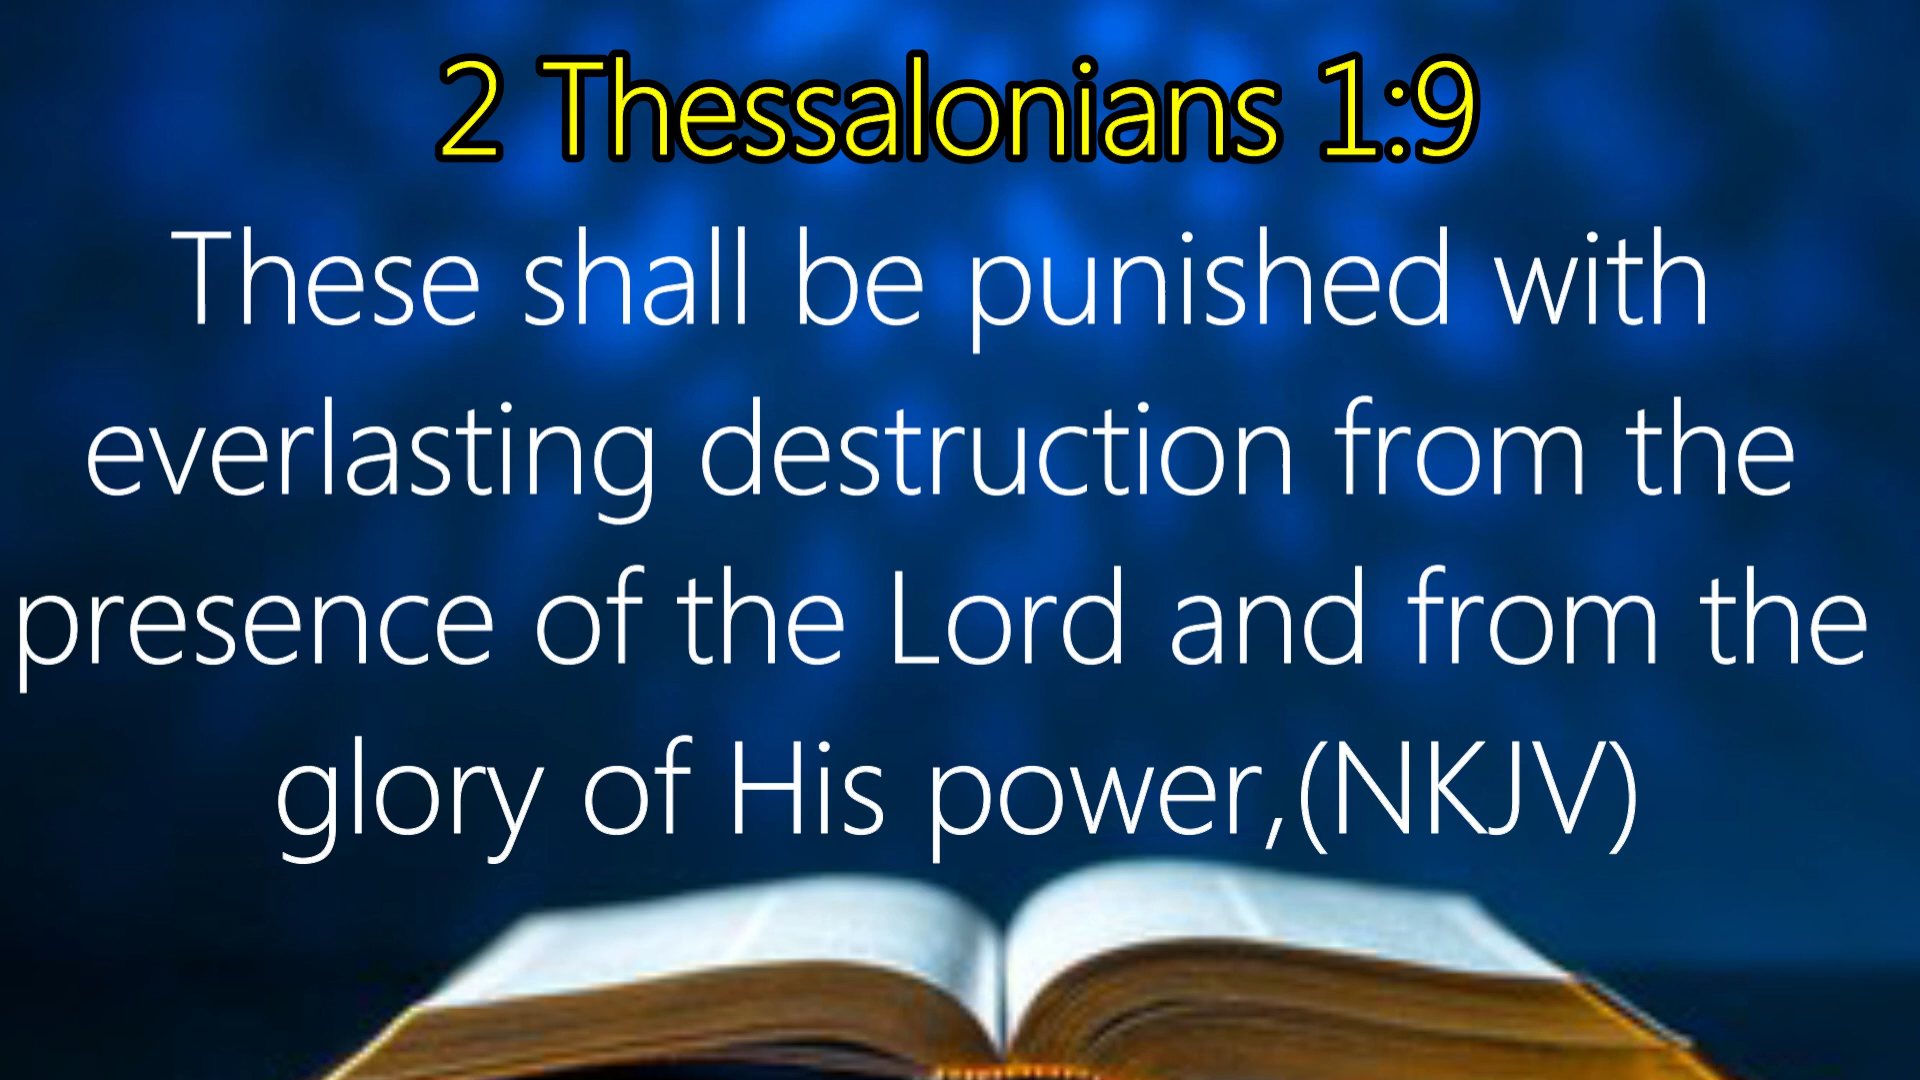 2 Thessalonians 1:9
These shall be punished with
everlasting destruction from the
presence of the Lord and from the
glory of His power,(NKJV)